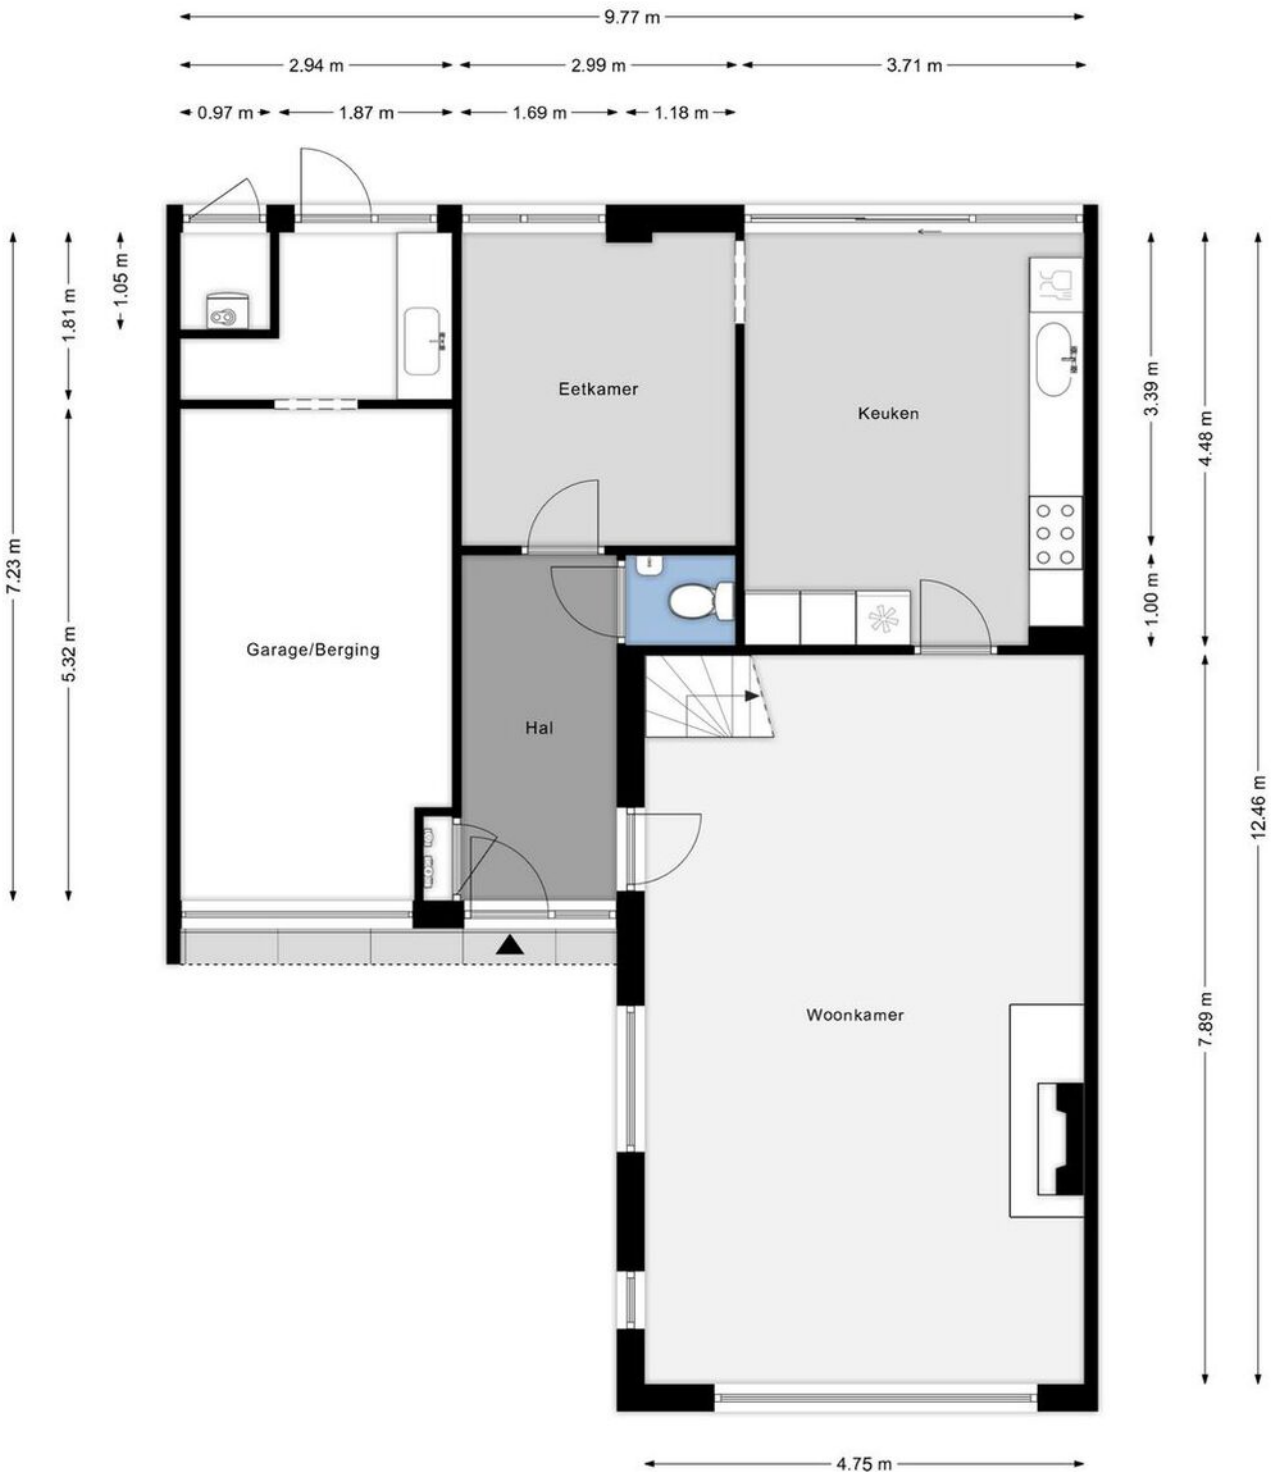 9.77 m
2.94 m 2.99 m 3.71 m
0.97 m 1.87 m 1.69 m 1.18 m
1.05 m
1.81 m
3.39 m
4.48 m
Eetkamer
Keuken
7.23 m
5.32 m
1.00 m
Garage/Berging
Hal
12.46 m
7.89 m
Woonkamer
4.75 m